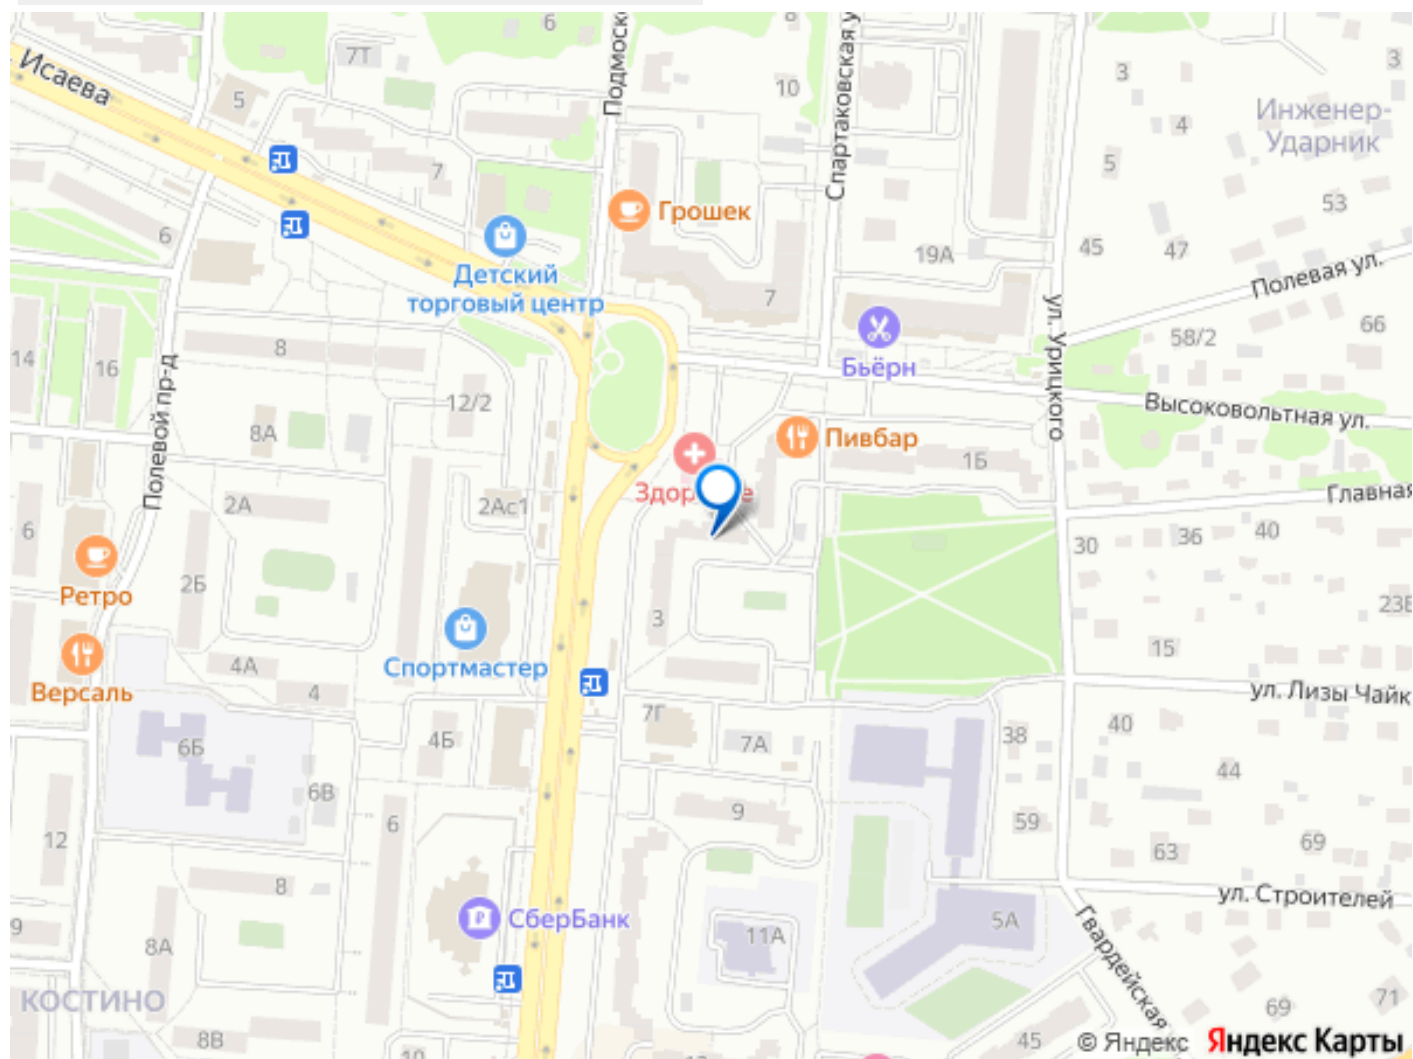 6
8
Подмоск
Спартаковская у
. Исаева
7Т
10
3
3
5
Инженер-
Ударник
4
5
7
53
Грошек
6
19А
45
47
Полевая ул.
Детский
торговый центр
7
ул. Урицкого
66
58/2
14
16
Полевой пр-д
8
Бьёрн
12/2
Высоковольтная ул.
8А
Пивбар
1Б
2А
2Ас1
Здор
е
Главная
6
36
40
30
2Б
Ретро
3
23Б
15
4А
Спортмастер
4
Версаль
ул. Лизы Чайк
7Г
7А
38
40
6Б
4Б
44
6В
9
59
6
12
69
63
8
ул. Строителей
9
СберБанк
5А
11А
8А
Гвардейская
КОСТИНО
69
71
8В
10
45
© Яндекс
Яндекс Карты